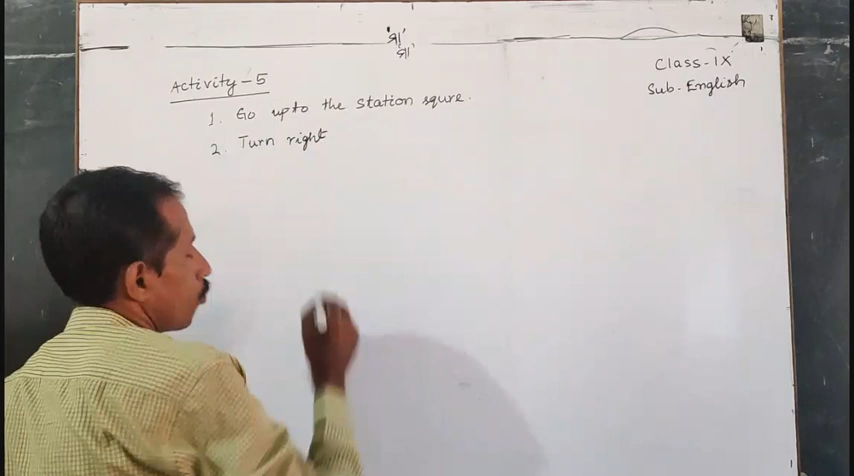 श्री
श्री
Class-IX
Sub-English
Activity-5
1. Go upto the station squre.
2. Turn right